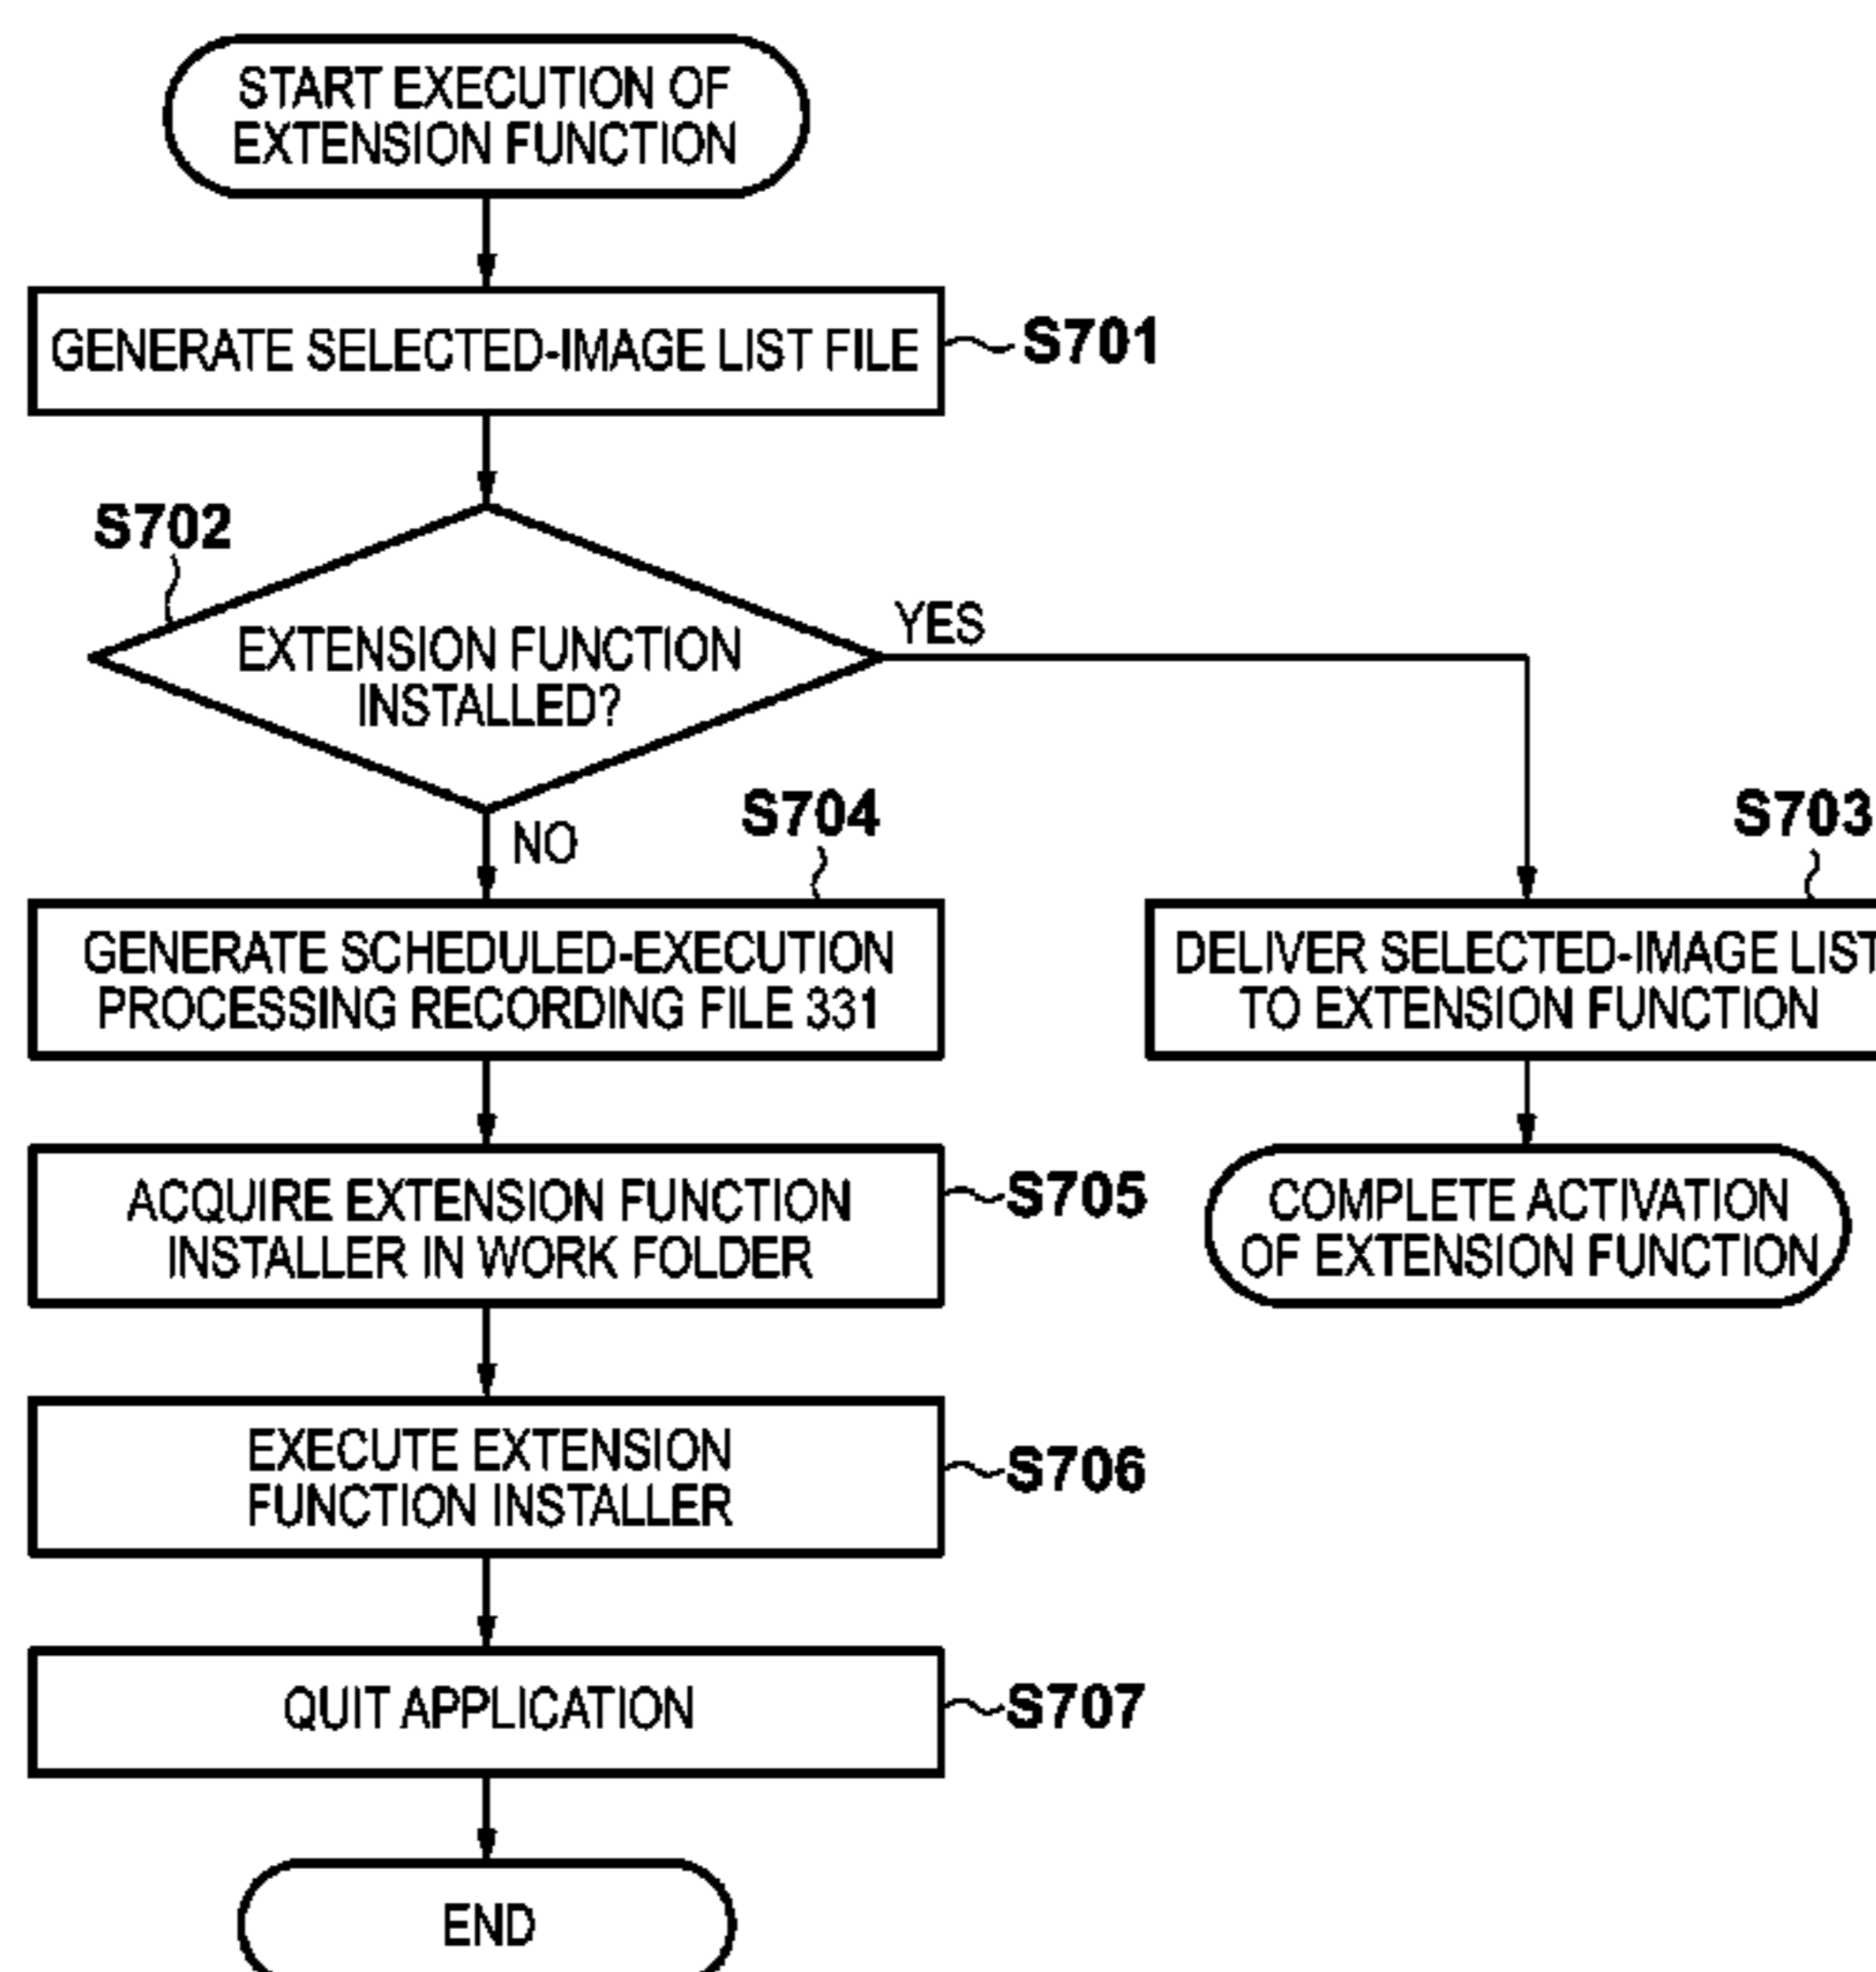 START EXECUTION OF
EXTENSION FUNCTION
GENERATE SELECTED-IMAGE LIST FILE
S701
S702
EXTENSION FUNCTION
INSTALLED?
YES
NO
S704
S703
GENERATE SCHEDULED-EXECUTION
PROCESSING RECORDING FILE 331
DELIVER SELECTED-IMAGE LIST
TO EXTENSION FUNCTION
ACQUIRE EXTENSION FUNCTION
INSTALLER IN WORK FOLDER
S705
COMPLETE ACTIVATION
OF EXTENSION FUNCTION
EXECUTE EXTENSION
FUNCTION INSTALLER
S706
QUIT APPLICATION
S707
END